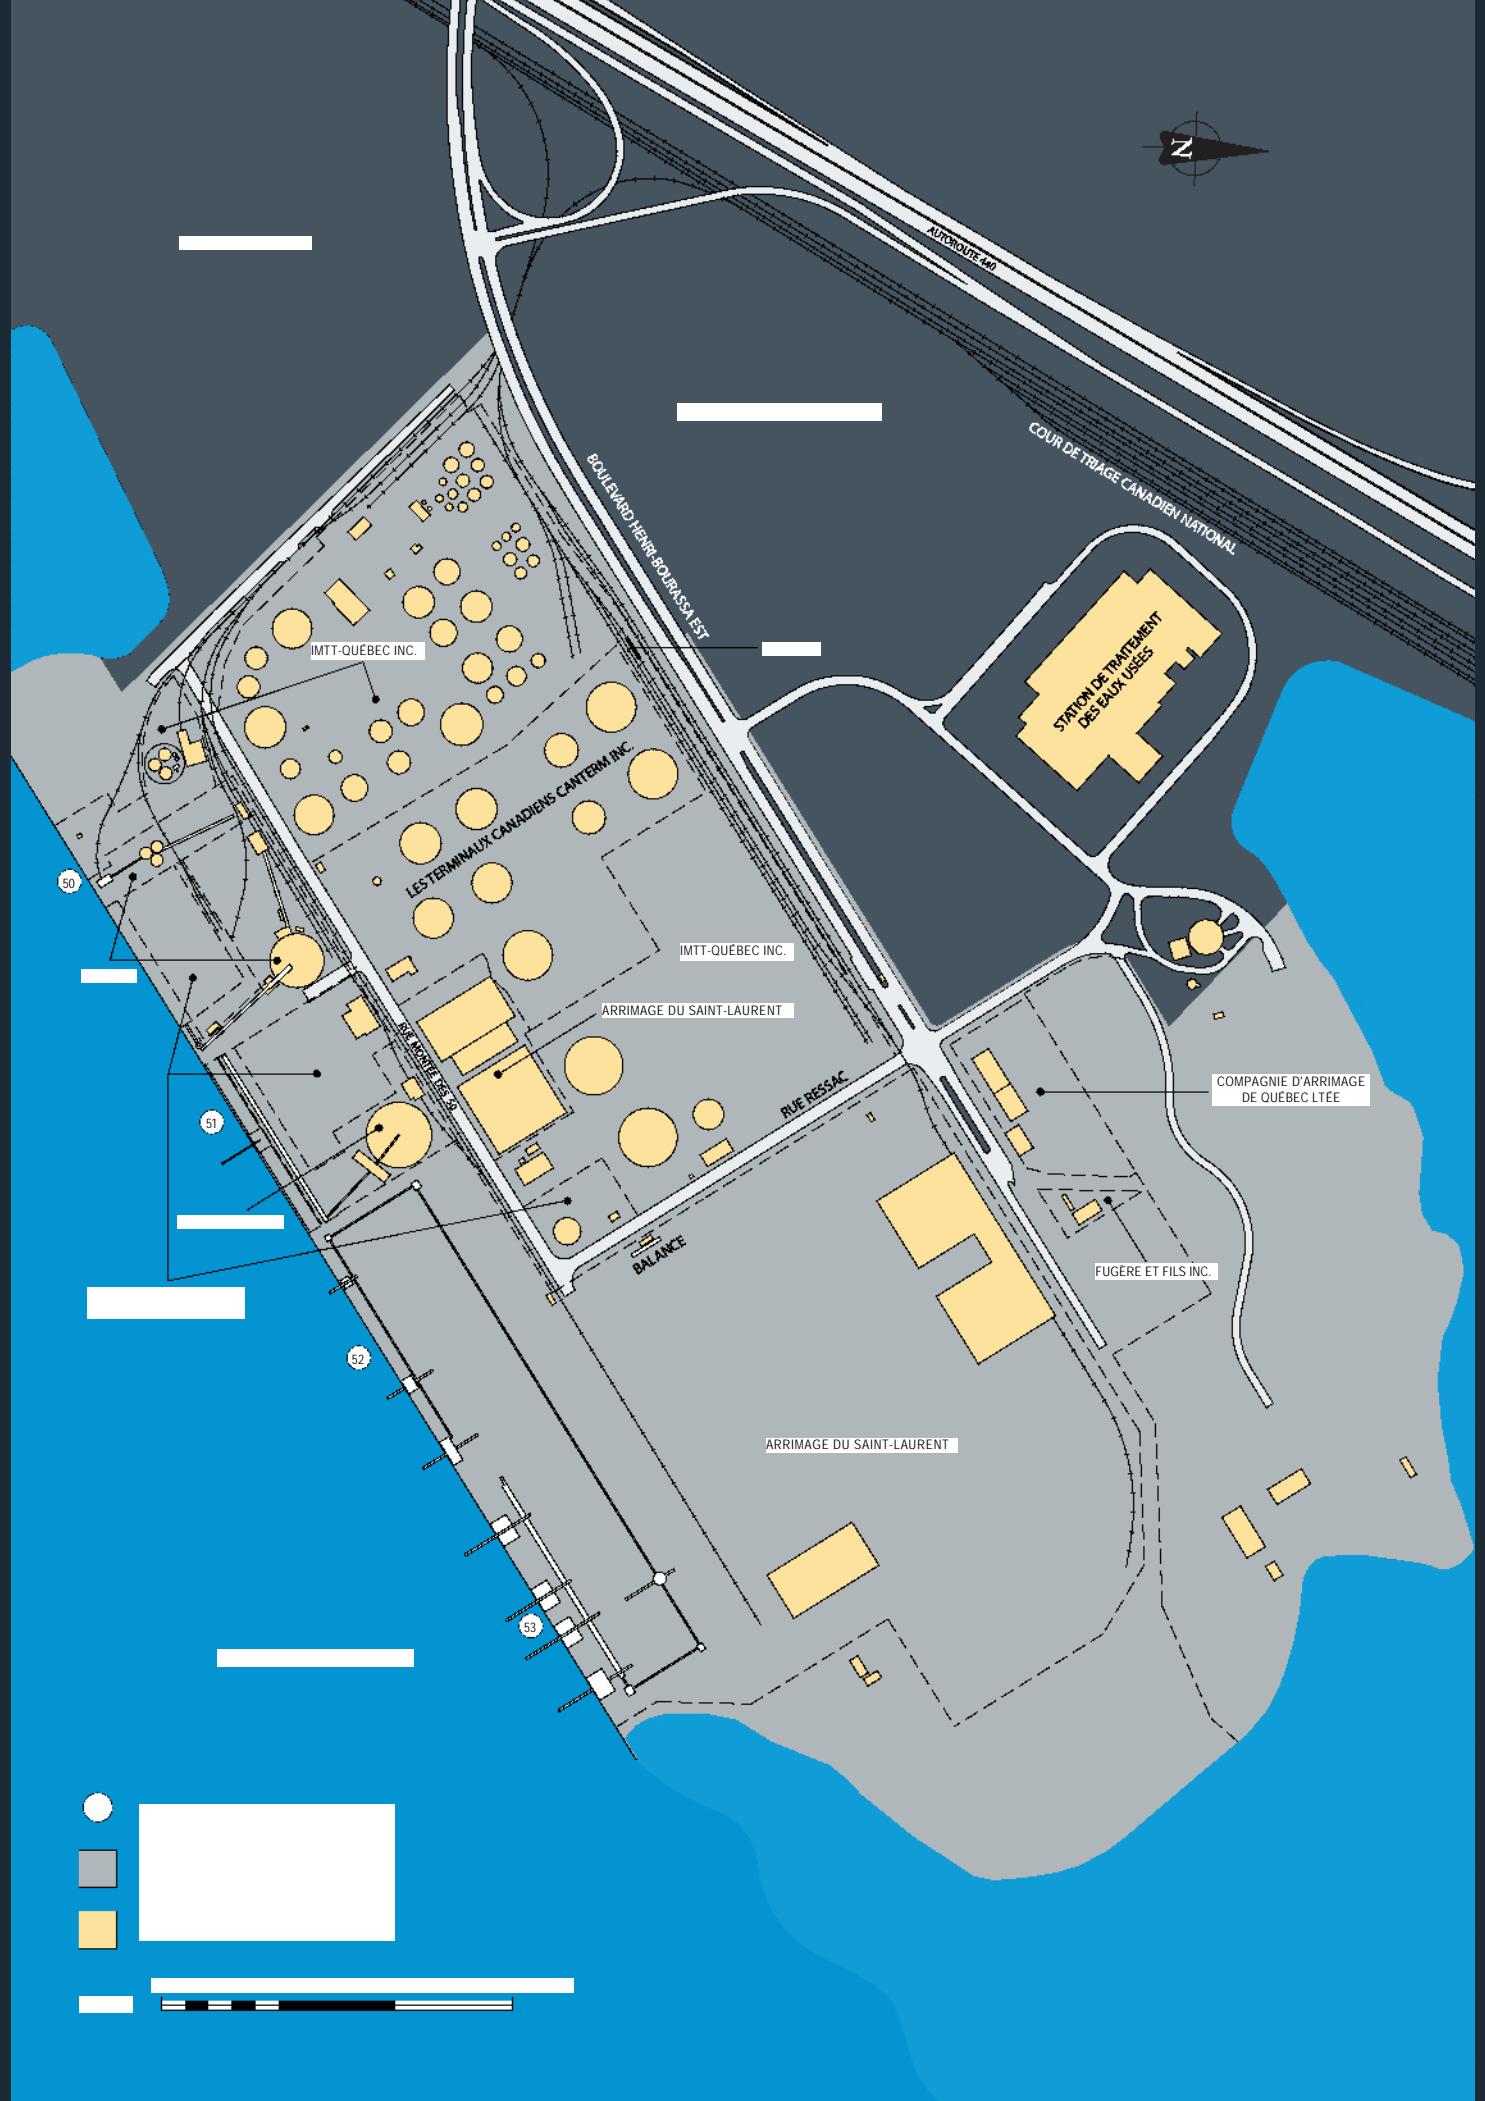 N
AUTOROUTE 440
COUR DE TRIAGE CANADIEN NATIONAL
BOULEVARD HENRI-BOURASSA EST
STATION DE TRAITEMENT
DES EAUX USÉES
IMTT-QUÉBEC INC.
LES TERMINAUX CANADIENS CANTERM INC.
50
IMTT-QUÉBEC INC.
ARRIMAGE DU SAINT-LAURENT
RUE MONTÉE DES 50
RUE RESSAC
COMPAGNIE D'ARRIMAGE
DE QUÉBEC LTÉE
51
BALANCE
FUGÈRE ET FILS INC.
52
ARRIMAGE DU SAINT-LAURENT
53